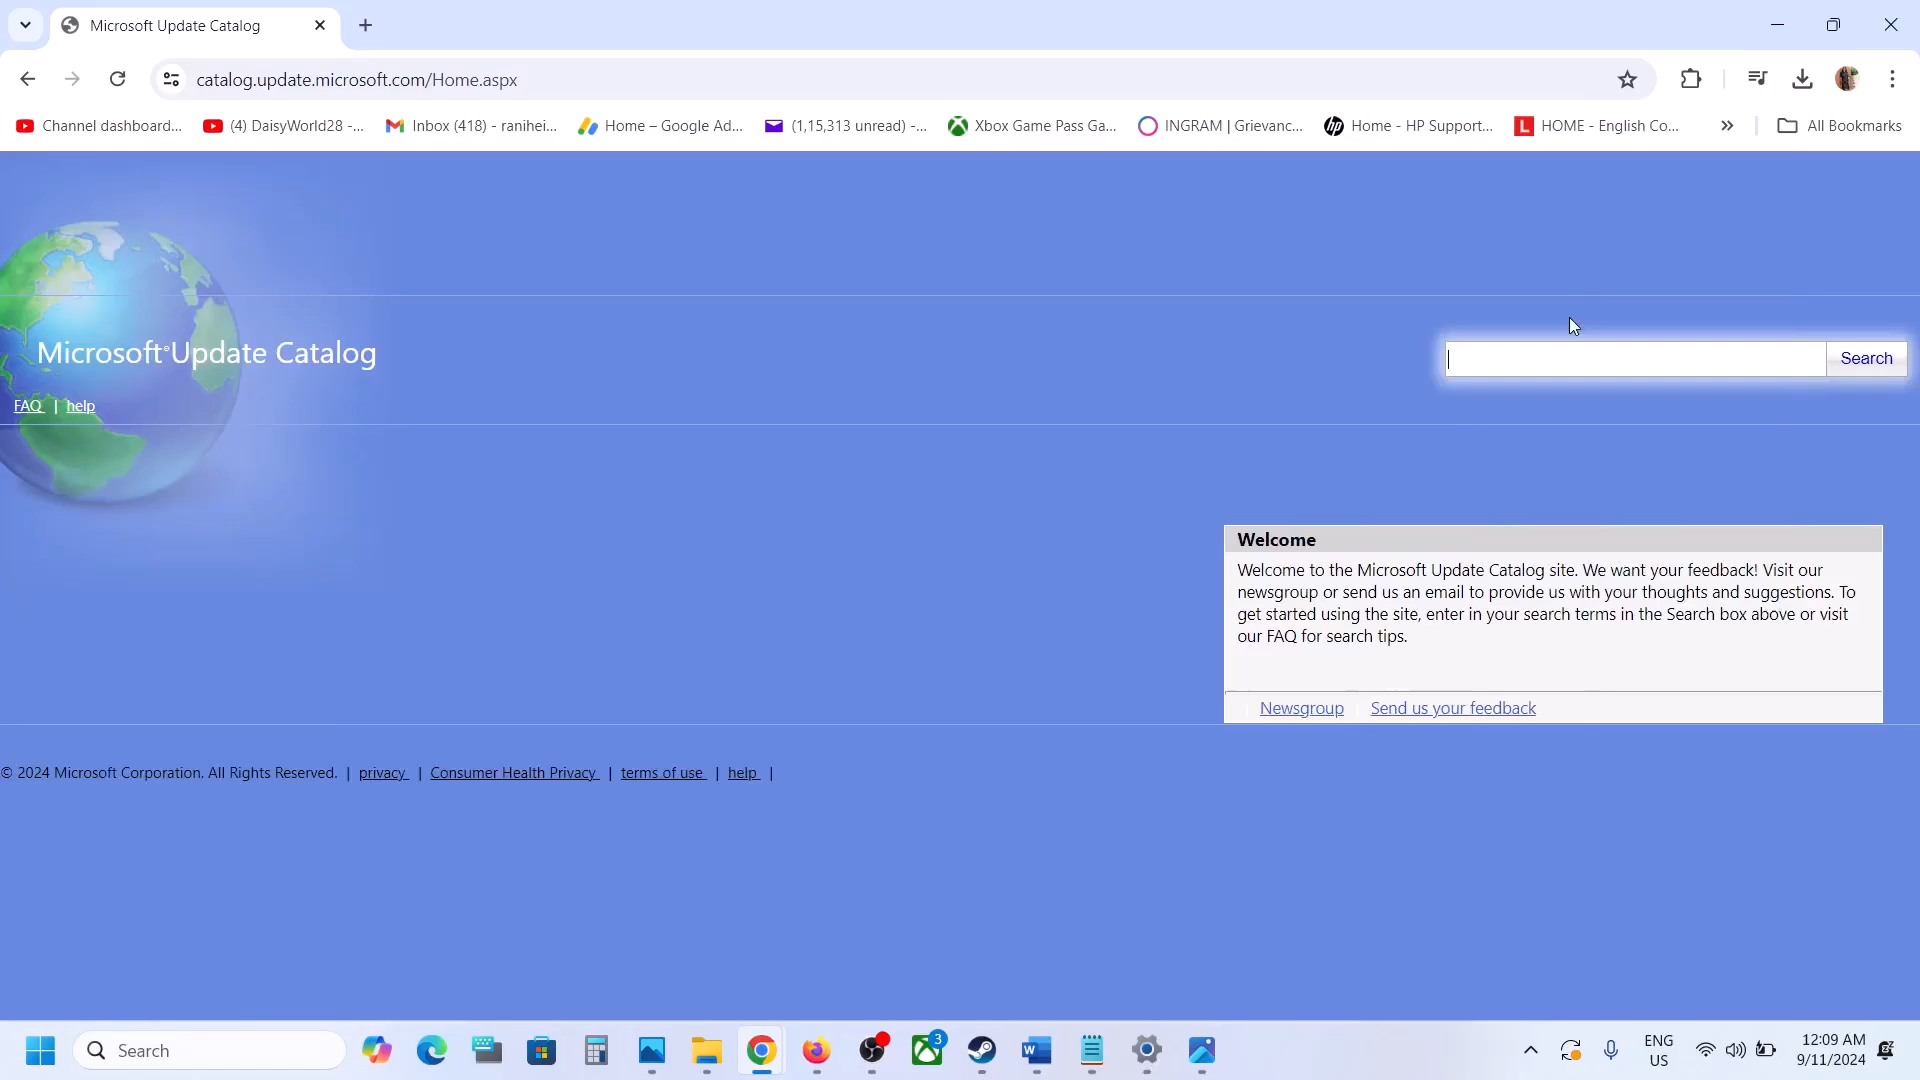 Microsoft Update Catalog
catalog.update.microsoft.com/Home.aspx
Channel dashboard...
(4) DaisyWorld28 -...
Inbox (418) - ranihei...
Home – Google Ad...
(1,15,313 unread) -...
Xbox Game Pass Ga...
INGRAM | Grievanc...
Home - HP Support...
HOME - English Co...
All Bookmarks
Microsoft®Update Catalog
Search
FAQ | help
Welcome
Welcome to the Microsoft Update Catalog site. We want your feedback! Visit our
newsgroup or send us an email to provide us with your thoughts and suggestions. To
get started using the site, enter in your search terms in the Search box above or visit
our FAQ for search tips.
Newsgroup | Send us your feedback
© 2024 Microsoft Corporation. All Rights Reserved. | privacy | Consumer Health Privacy | terms of use | help |
Search
3
ENG
US
12:09 AM
9/11/2024